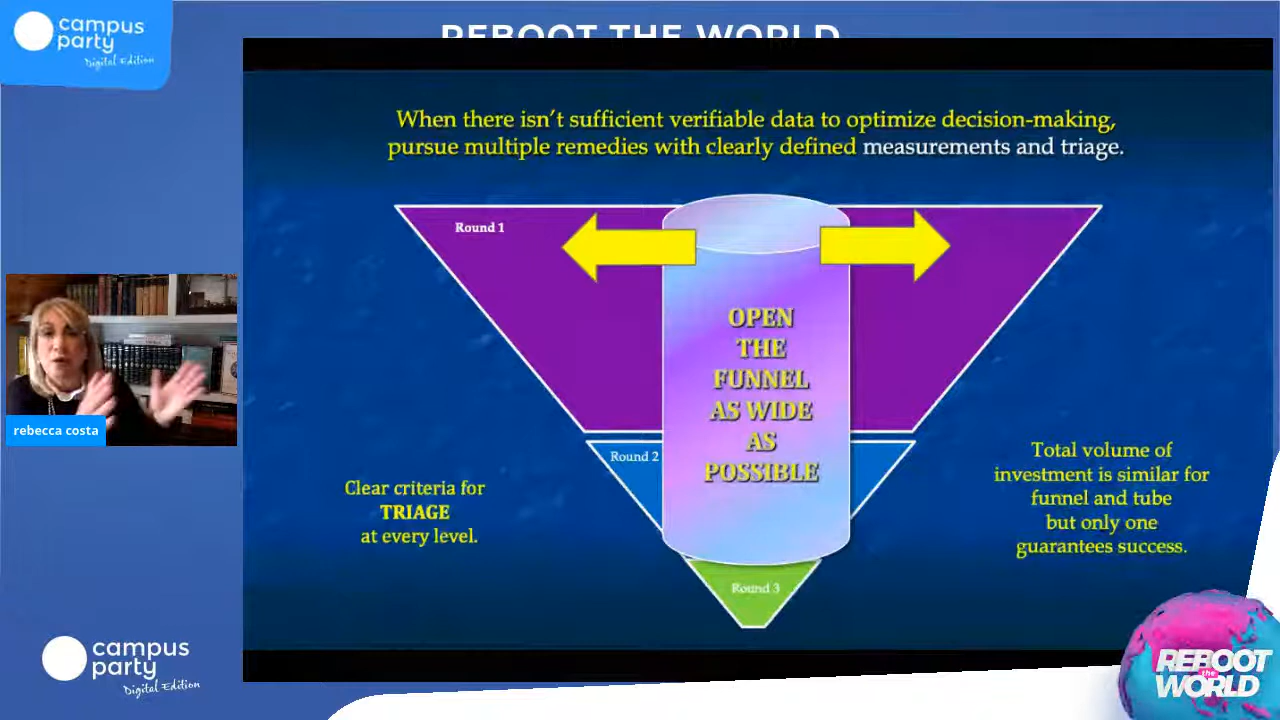 campus
party
Digital Edition
REBOOT THE WORLD
When there isn’t sufficient verifiable data to optimize decision-making,
pursue multiple remedies with clearly defined measurements and triage.
Round 1
OPEN
THE
FUNNEL
AS WIDE
AS
POSSIBLE
Round 2
Clear criteria for
TRIAGE
at every level.
Total volume of
investment is similar for
funnel and tube
but only one
guarantees success.
Round 3
rebecca costa
campus
party
Digital Edition
REBOOT
the
WORLD